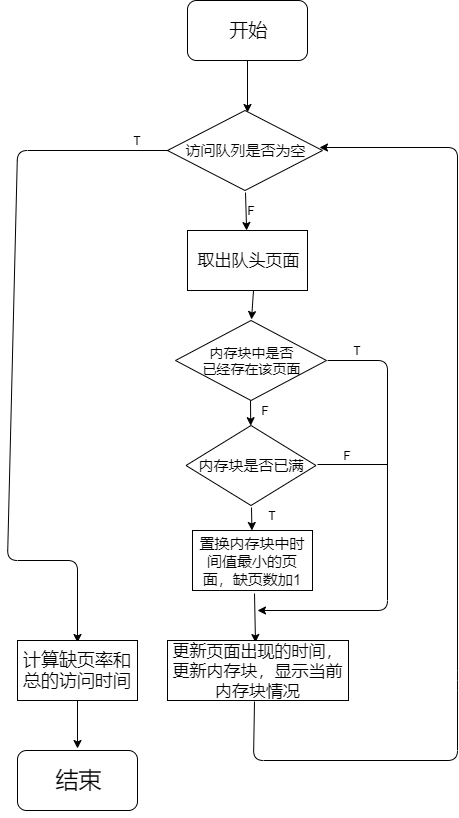 开始
T
访问队列是否为空
F
取出队头页面
内存块中是否
已经存在该页面
T
F
内存块是否已满
F
T
置换内存块中时
间值最小的页
面，缺页数加1
计算缺页率和
总的访问时间
更新页面出现的时间，
更新内存块，显示当前
内存块情况
结束